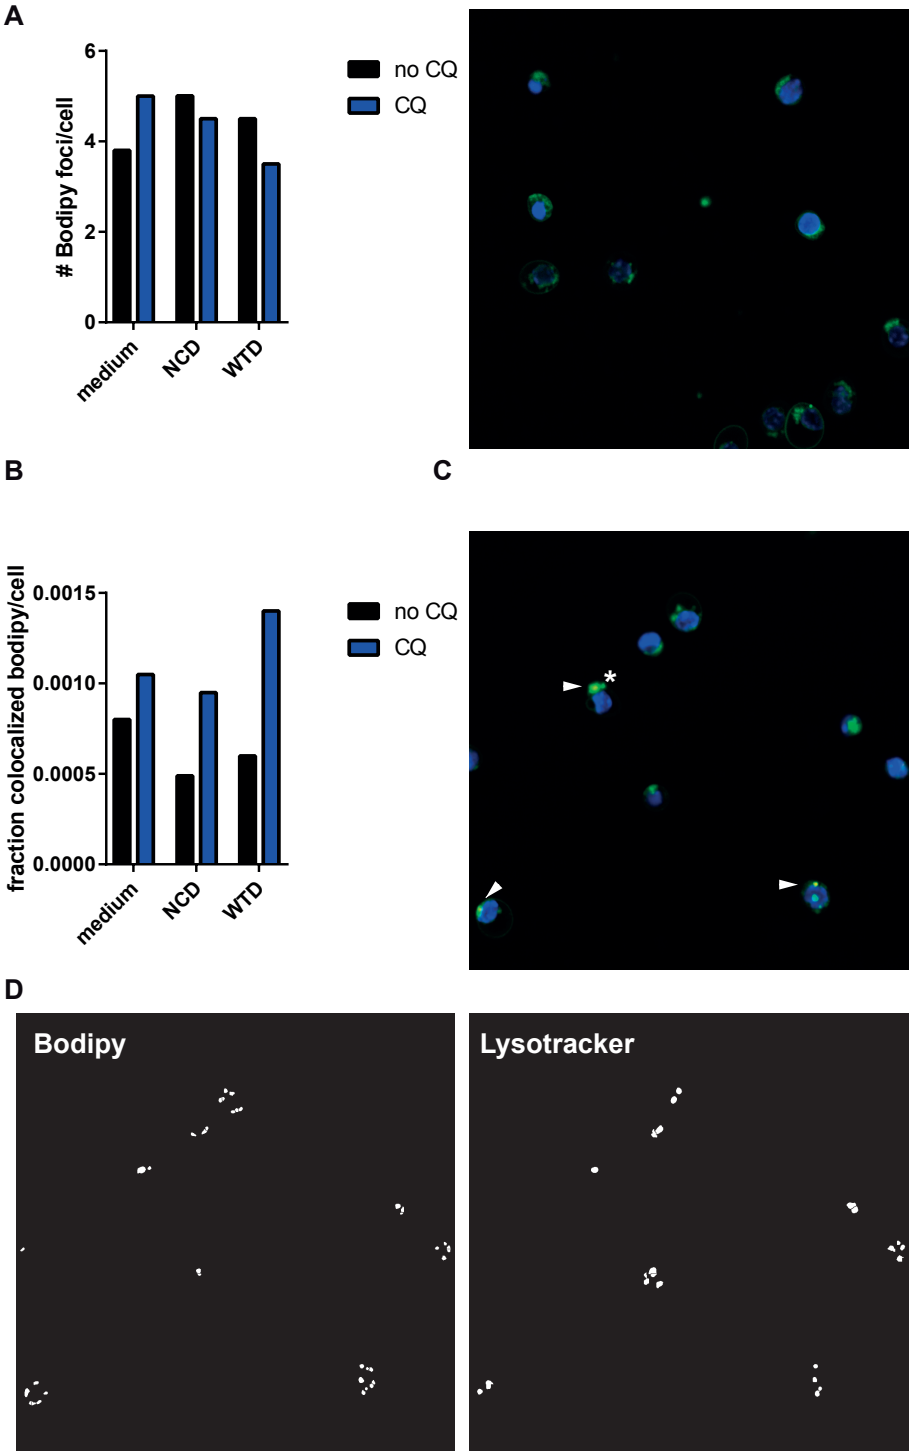 A
# Bodipy foci/cell
6
4
2
0
medium
NCD
WTD
no CQ
CQ
B
C
fraction colocalized bodipy/cell
0.0015
0.0010
0.0005
0.0000
medium
NCD
WTD
no CQ
CQ
*
D
Bodipy
Lysotracker